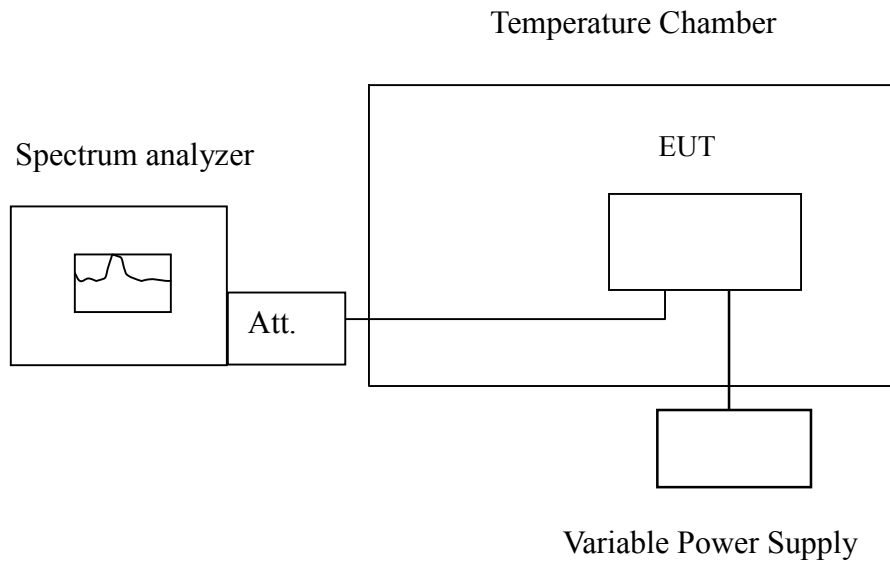 Temperature Chamber
Spectrum analyzer
EUT
Att.
Variable Power Supply